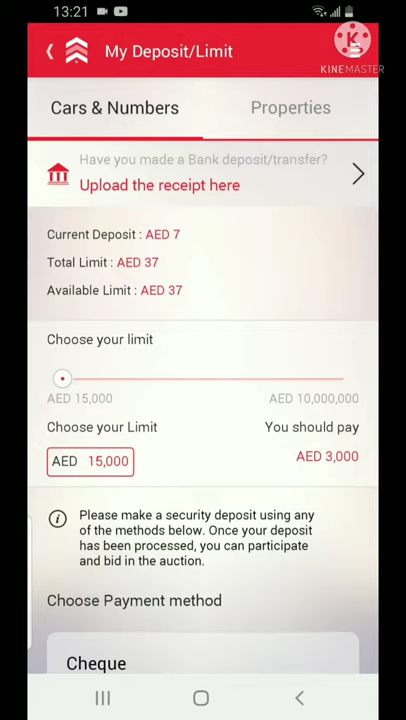 13:21
My Deposit/Limit
K
KINEMASTER
Cars & Numbers
Properties
Have you made a Bank deposit/transfer?
Upload the receipt here
Current Deposit : AED 7
Total Limit : AED 37
Available Limit : AED 37
Choose your limit
AED 15,000
AED 10,000,000
Choose your Limit
You should pay
AED 15,000
AED 3,000
Please make a security deposit using any
of the methods below. Once your deposit
has been processed, you can participate
and bid in the auction.
Choose Payment method
Cheque